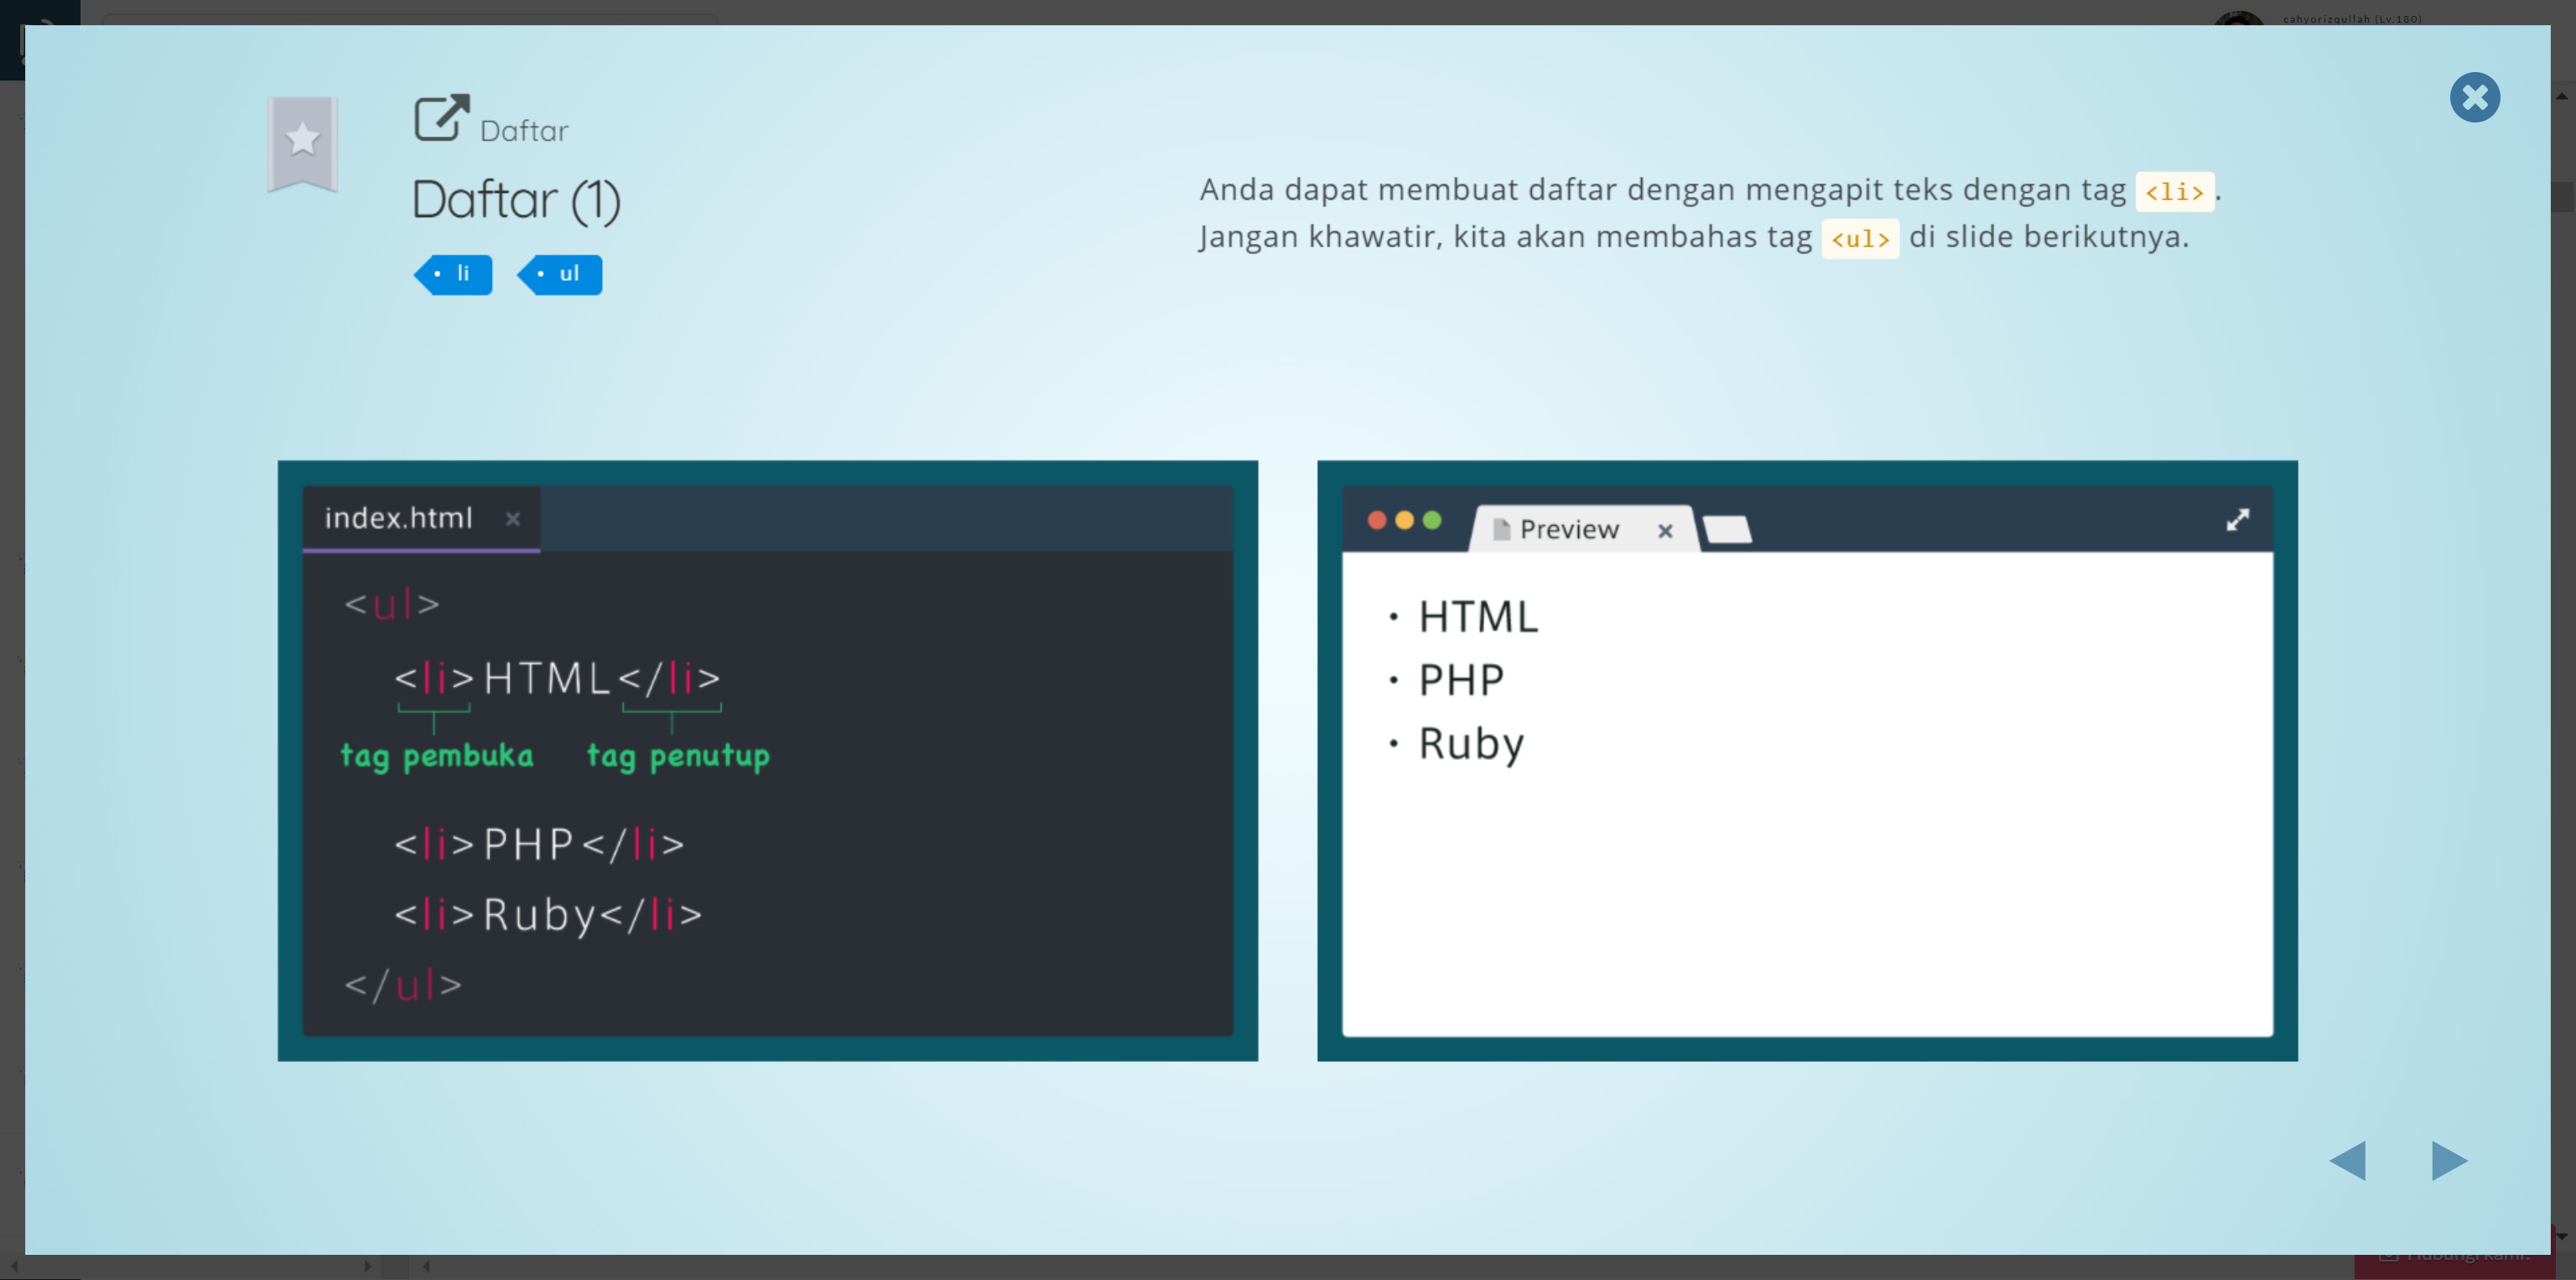 cahyorizqullah (Lv.180)
Daftar
Daftar (1)
li
ul
Anda dapat membuat daftar dengan mengapit teks dengan tag <li>.
Jangan khawatir, kita akan membahas tag <ul> di slide berikutnya.
index.html
<ul>
<li>HTML</li>
tag pembuka tag penutup
<li>PHP</li>
<li>Ruby</li>
</ul>
Preview
• HTML
• PHP
• Ruby
Hubungi kami!